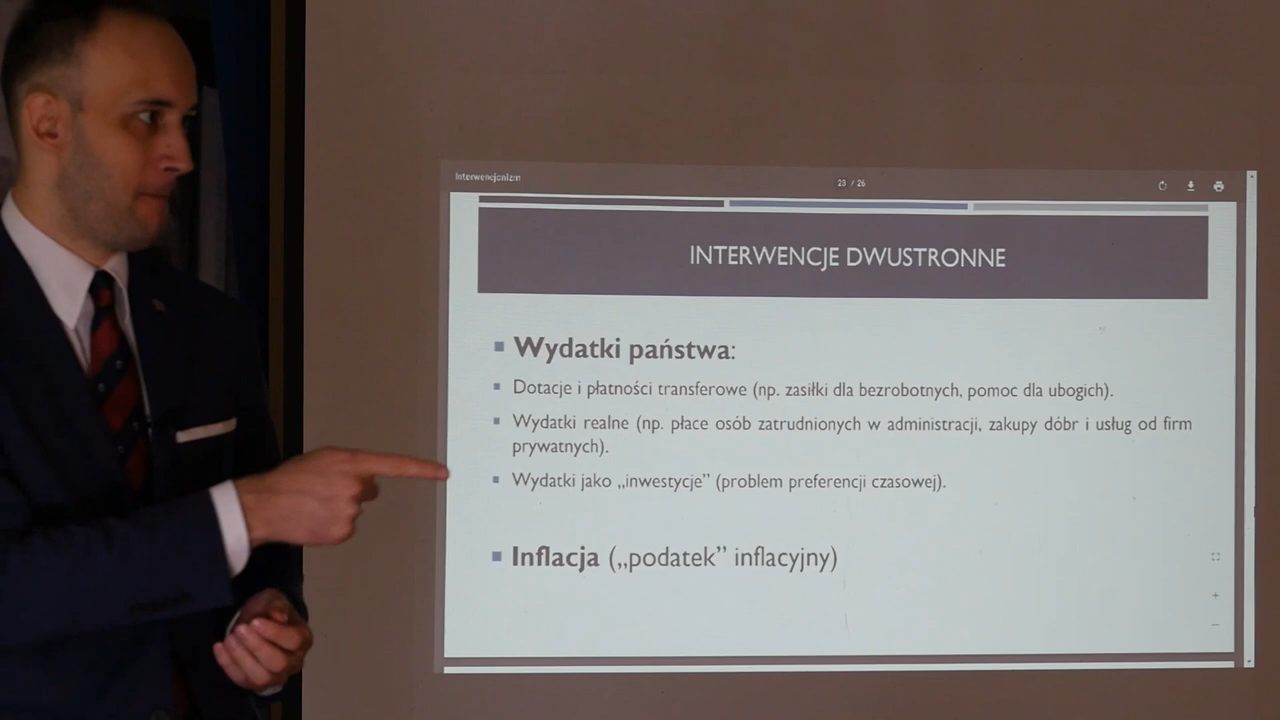 Interwencjonizm
23 / 26
INTERWENCJE DWUSTRONNE
Wydatki państwa:
Dotacje i płatności transferowe (np. zasiłki dla bezrobotnych, pomoc dla ubogich).
Wydatki realne (np. płace osób zatrudnionych w administracji, zakupy dóbr i usług od firm
prywatnych).
Wydatki jako „inwestycje” (problem preferencji czasowej).
Inflacja („podatek” inflacyjny)